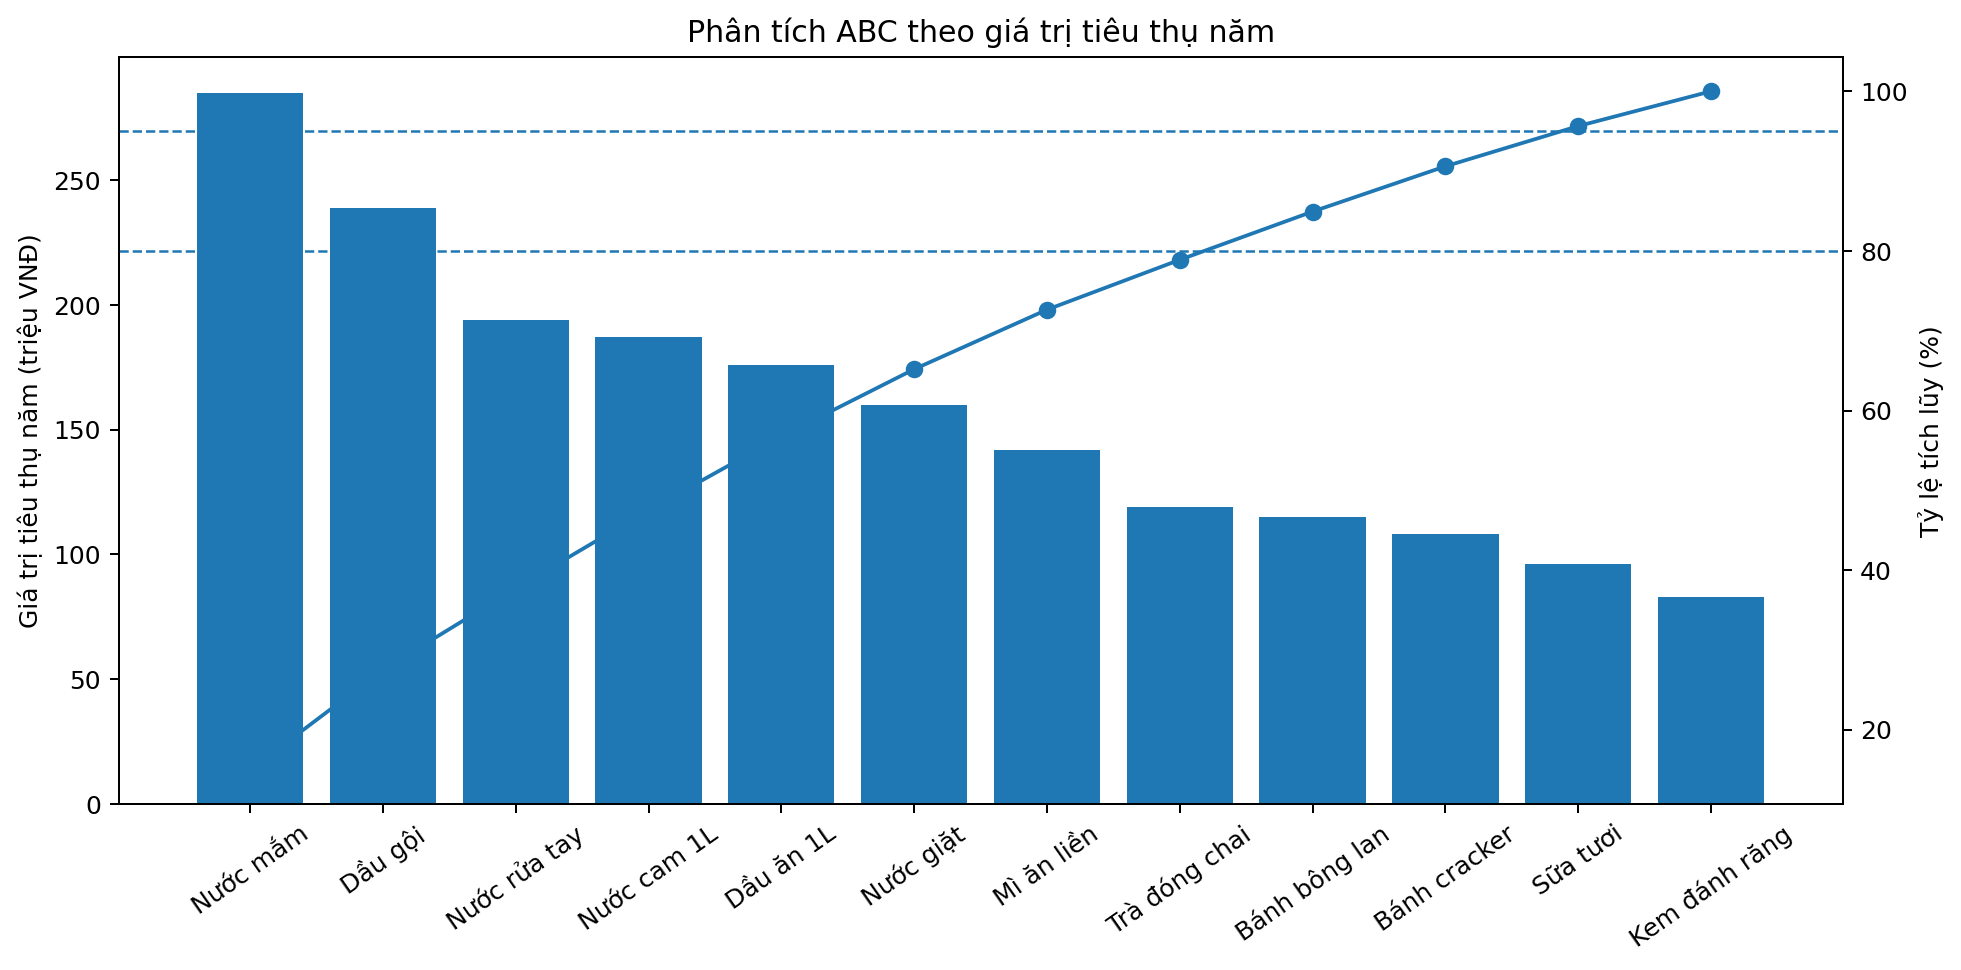 Phân tích ABC theo giá trị tiêu thụ năm
Giá trị tiêu thụ năm (triệu VNĐ)
250
200
150
100
50
0
Tỷ lệ tích lũy (%)
100
80
60
40
20
Nước mắm
Dầu gội
Nước rửa tay
Nước cam 1L
Dầu ăn 1L
Nước giặt
Mì ăn liền
Trà đóng chai
Bánh bông lan
Bánh cracker
Sữa tươi
Kem đánh răng